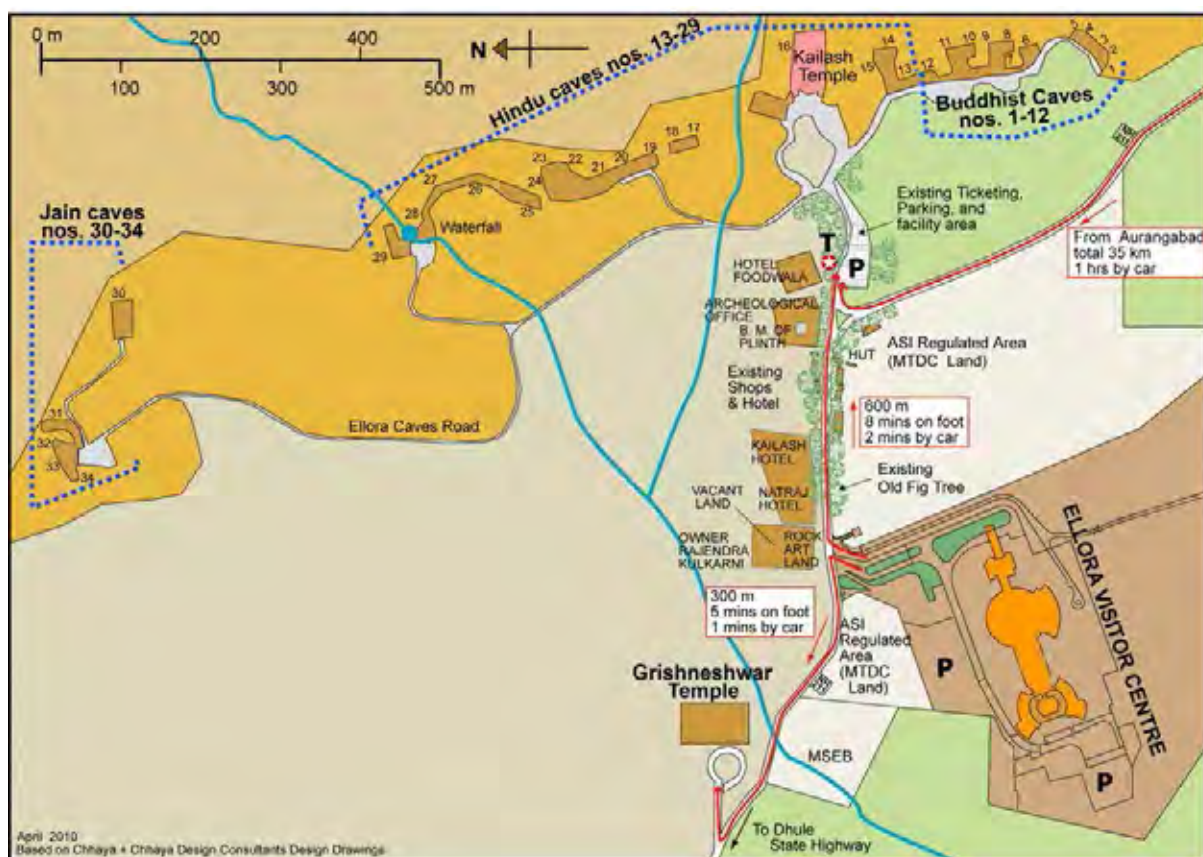 0 m
200
400
100
300
500 m
N
Hindu caves nos. 13-29
16
Kailash
Temple
14
15
13
12
11
10
9
8
6
4
3
2
1
Buddhist Caves
nos. 1-12
23
22
24
21
20
19
18
17
27
26
25
28
29
Waterfall
Jain caves
nos. 30-34
30
31
32
33
34
Ellora Caves Road
Existing Ticketing,
Parking, and
facility area
T
P
From Aurangabad
total 35 km
1 hrs by car
HOTEL
FOODWALA
ARCHEOLOGICAL
OFFICE
B. M. OF
PLINTH
HUT
ASI Regulated Area
(MTDC Land)
Existing
Shops
& Hotel
600 m
8 mins on foot
2 mins by car
KAILASH
HOTEL
Existing
Old Fig Tree
VACANT
LAND
NATRAJ
HOTEL
OWNER
RAJENDRA
KULKARNI
ROCK
ART
LAND
300 m
5 mins on foot
1 mins by car
ASI
Regulated
Area
(MTDC
Land)
P
ELLORA VISITOR CENTRE
P
Grishneshwar
Temple
MSEB
To Dhule
State Highway
April 2010
Based on Chhaya + Chhaya Design Consultants Design Drawings